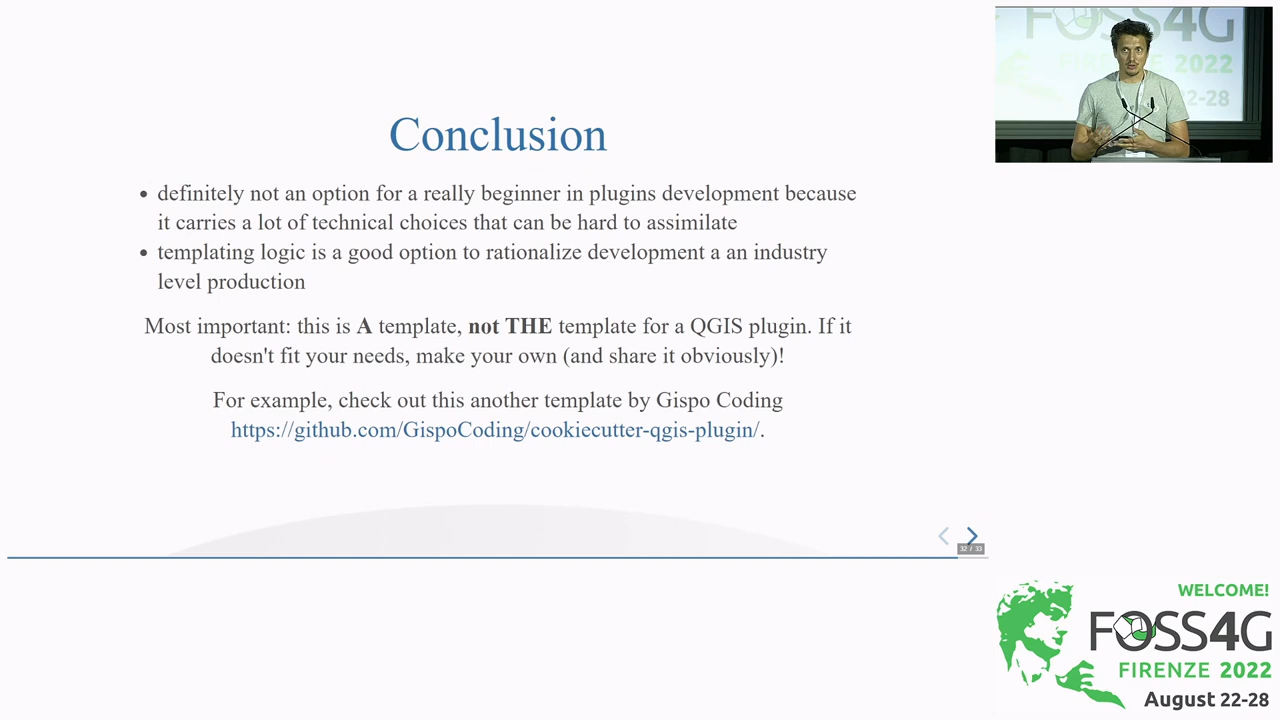 Conclusion
definitely not an option for a really beginner in plugins development because
it carries a lot of technical choices that can be hard to assimilate
templating logic is a good option to rationalize development a an industry
level production
Most important: this is A template, not THE template for a QGIS plugin. If it
doesn't fit your needs, make your own (and share it obviously)!
For example, check out this another template by Gispo Coding
https://github.com/GispoCoding/cookiecutter-qgis-plugin/.
32 / 33
FOSS4G
FIRENZE 2022
22-28
WELCOME!
FOSS4G
FIRENZE 2022
August 22-28